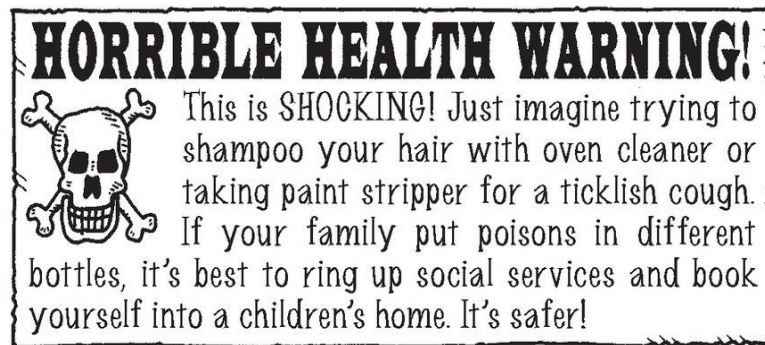 HORRIBLE HEALTH WARNING!
This is SHOCKING! Just imagine trying to
shampoo your hair with oven cleaner or
taking paint stripper for a ticklish cough.
If your family put poisons in different
bottles, it's best to ring up social services and book
yourself into a children's home. It's safer!